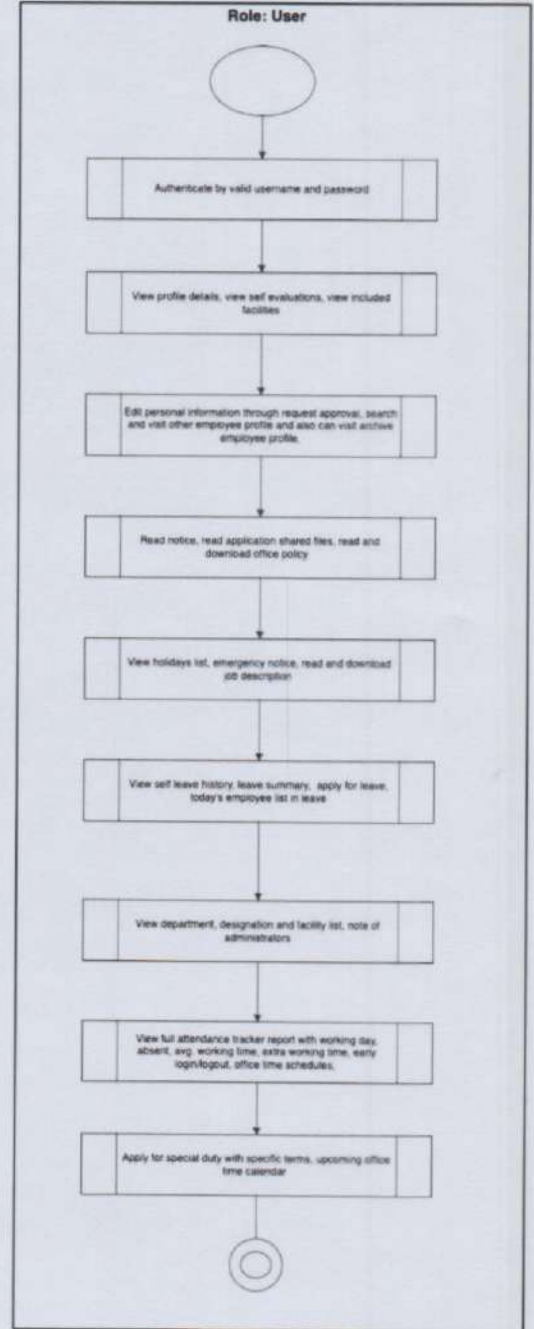 Role: User
Authenticate by valid username and password
View profile details, view self evaluations, view included
facilities
Edit personal information through request approval, search
and visit other employee profile and also can visit archive
employee profile.
Read notice, read application shared files, read and
download office policy
View holidays list, emergency notice, read and download
job description
View self leave history, leave summary, apply for leave,
today's employee list in leave
View department, designation and facility list, note of
administrators
View full attendance tracker report with working day,
absent, avg. working time, extra working time, early
login/logout, office time schedules,
Apply for special duty with specific terms, upcoming office
time calendar